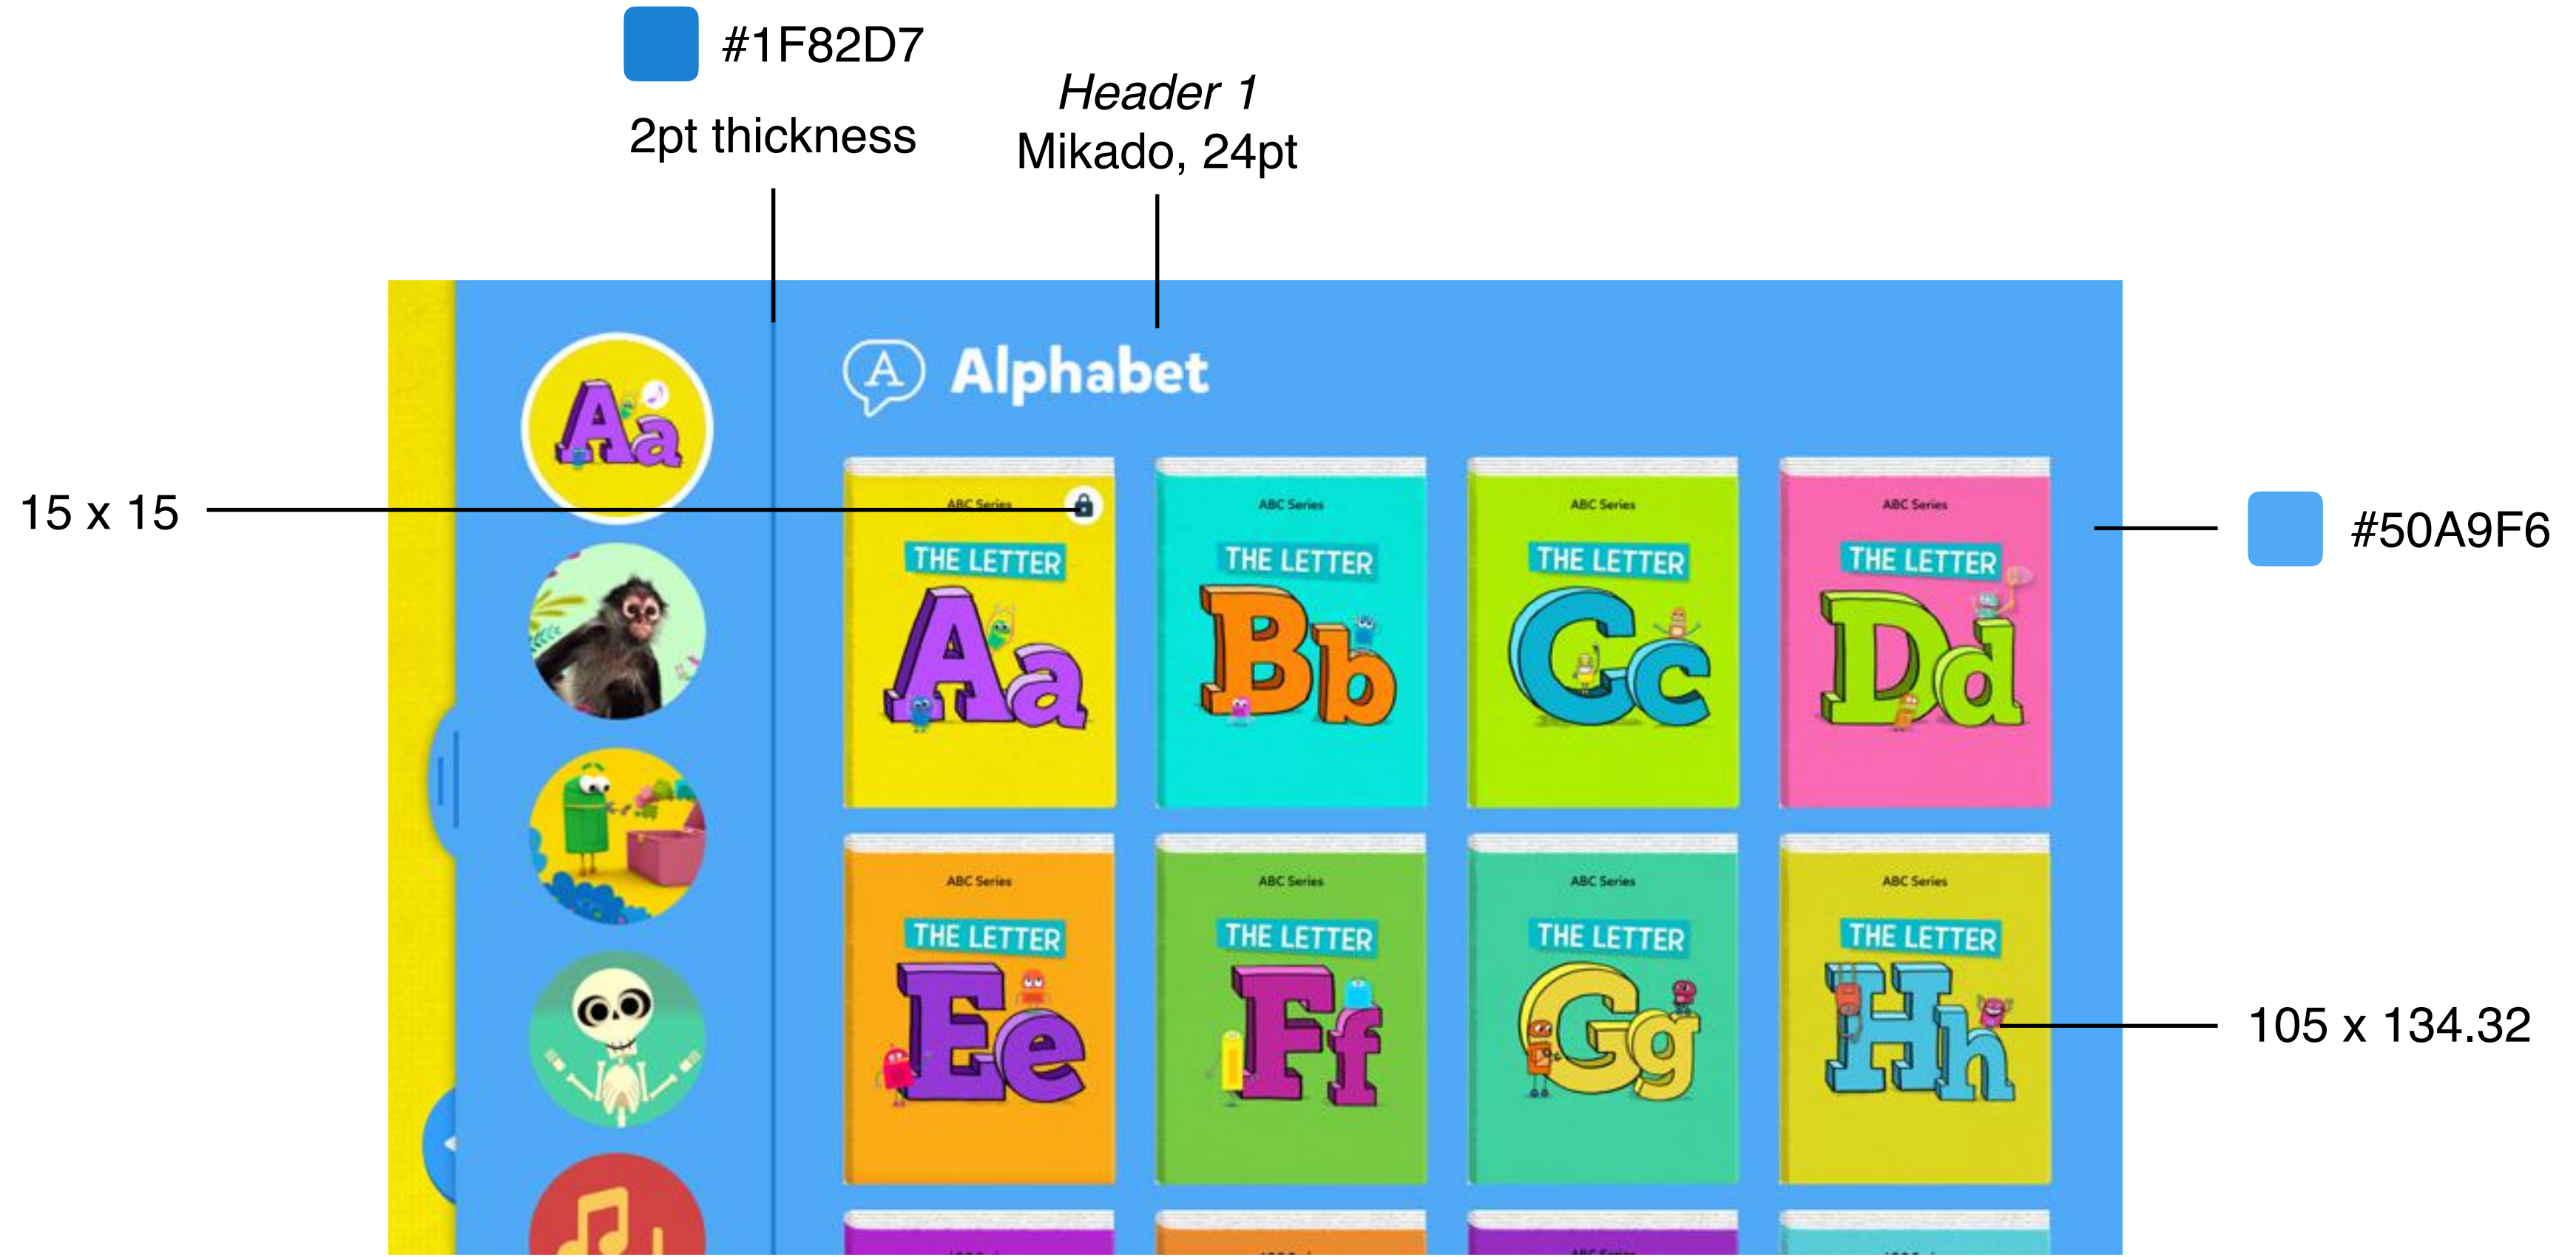 #1F82D7
2pt thickness
Header 1
Mikado, 24pt
A Alphabet
Aa
15 x 15
ABC Series
THE LETTER
Aa
ABC Series
THE LETTER
Bb
ABC Series
THE LETTER
Cc
ABC Series
THE LETTER
Dd
#50A9F6
ABC Series
THE LETTER
Ee
ABC Series
THE LETTER
Ff
ABC Series
THE LETTER
Gg
ABC Series
THE LETTER
Hh
105 x 134.32